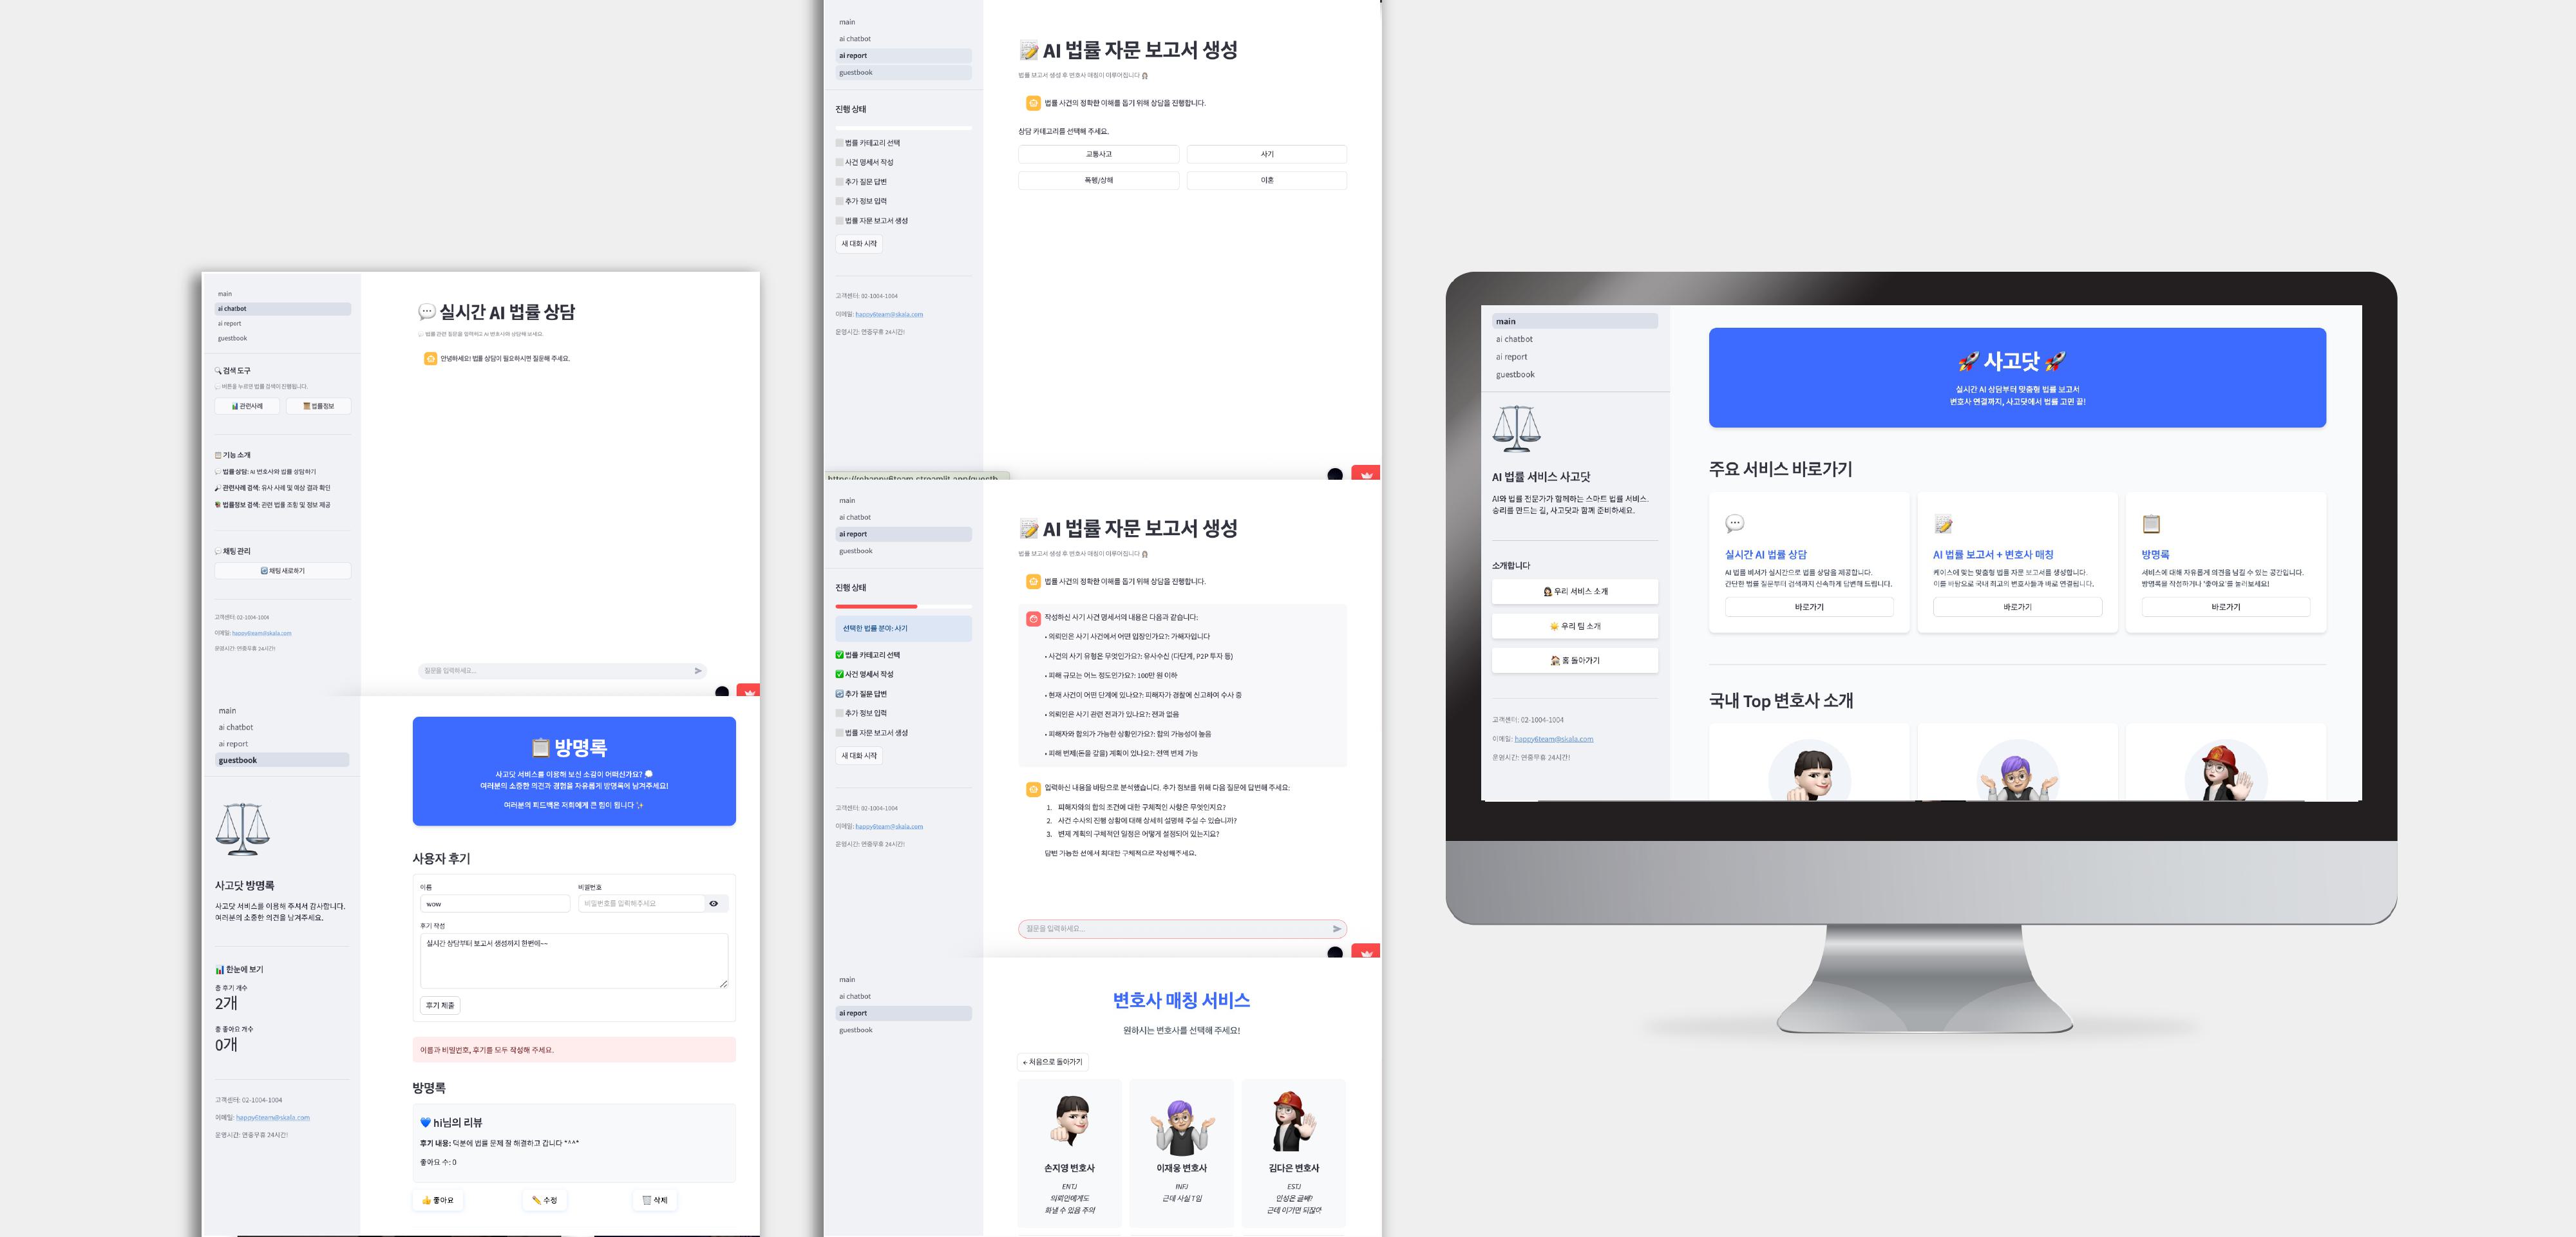 main
ai chatbot
ai report
guestbook
🔍 검색 도구
💬 버튼을 누르면 법률 검색이 진행됩니다.
📊 관련사례
법률정보
📋 기능 소개
💬 법률 상담: AI 변호사와 법률 상담하기
🔎 관련사례 검색: 유사 사례 및 예상 결과 확인
법률정보 검색: 관련 법률 조항 및 정보 제공
💬 채팅 관리
🔄 채팅 새로하기
고객센터: 02-1004-1004
이메일: happy6team@skala.com
운영시간: 연중무휴 24시간!
💬 실시간 AI 법률 상담
💬 법률 관련 질문을 입력하고 AI 변호사와 상담해 보세요.
안녕하세요! 법률 상담이 필요하시면 질문해 주세요.
질문을 입력하세요...
main
ai chatbot
ai report
guestbook
사고닷 방명록
사고닷 서비스를 이용해 주셔서 감사합니다.
여러분의 소중한 의견을 남겨주세요.
📊 한눈에 보기
총 후기 개수
2개
총 좋아요 개수
0개
고객센터: 02-1004-1004
이메일: happy6team@skala.com
운영시간: 연중무휴 24시간!
📋 방명록
사고닷 서비스를 이용해 보신 소감이 어떠신가요? 💭
여러분의 소중한 의견과 경험을 자유롭게 방명록에 남겨주세요!
여러분의 피드백은 저희에게 큰 힘이 됩니다 ✨
사용자 후기
이름
비밀번호
wow
비밀번호를 입력해주세요
후기 작성
실시간 상담부터 보고서 생성까지 한번에~~
후기 제출
이름과 비밀번호, 후기를 모두 작성해 주세요.
방명록
💙 hi님의 리뷰
후기 내용: 덕분에 법률 문제 잘 해결하고 갑니다 *^^*
좋아요 수: 0
👍 좋아요
✏️ 수정
🗑️ 삭제
main
ai chatbot
ai report
guestbook
진행 상태
법률 카테고리 선택
사건 명세서 작성
추가 질문 답변
추가 정보 입력
법률 자문 보고서 생성
새 대화 시작
고객센터: 02-1004-1004
이메일: happy6team@skala.com
운영시간: 연중무휴 24시간!
📝 AI 법률 자문 보고서 생성
법률 보고서 생성 후 변호사 매칭이 이루어집니다
법률 사건의 정확한 이해를 돕기 위해 상담을 진행합니다.
상담 카테고리를 선택해 주세요.
교통사고
사기
폭행/상해
이혼
main
ai chatbot
ai report
guestbook
진행 상태
선택한 법률 분야: 사기
✅ 법률 카테고리 선택
✅ 사건 명세서 작성
🔄 추가 질문 답변
추가 정보 입력
법률 자문 보고서 생성
새 대화 시작
고객센터: 02-1004-1004
이메일: happy6team@skala.com
운영시간: 연중무휴 24시간!
📝 AI 법률 자문 보고서 생성
법률 보고서 생성 후 변호사 매칭이 이루어집니다
법률 사건의 정확한 이해를 돕기 위해 상담을 진행합니다.
작성하신 사기 사건 명세서의 내용은 다음과 같습니다:
• 의뢰인은 사기 사건에서 어떤 입장인가요?: 가해자입니다
• 사건의 사기 유형은 무엇인가요?: 유사수신 (다단계, P2P 투자 등)
• 피해 규모는 어느 정도인가요?: 100만 원 이하
• 현재 사건이 어떤 단계에 있나요?: 피해자가 경찰에 신고하여 수사 중
• 의뢰인은 사기 관련 전과가 있나요?: 전과 없음
• 피해자와 합의가 가능한 상황인가요?: 합의 가능성이 높음
• 피해 변제(돈을 갚을) 계획이 있나요?: 전액 변제 가능
입력하신 내용을 바탕으로 분석했습니다. 추가 정보를 위해 다음 질문에 답변해 주세요:
1. 피해자와의 합의 조건에 대한 구체적인 사항은 무엇인지요?
2. 사건 수사의 진행 상황에 대해 상세히 설명해 주실 수 있습니까?
3. 변제 계획의 구체적인 일정은 어떻게 설정되어 있는지요?
답변 가능한 선에서 최대한 구체적으로 작성해주세요.
질문을 입력하세요...
main
ai chatbot
ai report
guestbook
변호사 매칭 서비스
원하시는 변호사를 선택해 주세요!
← 처음으로 돌아가기
손지영 변호사
ENTJ
의뢰인에게도
화낼 수 있음 주의
이재웅 변호사
INFJ
근데 사실 T임
김다은 변호사
ESTJ
인성은 글쎄?
근데 이기면 되잖아
main
ai chatbot
ai report
guestbook
AI 법률 서비스 사고닷
AI와 법률 전문가가 함께하는 스마트 법률 서비스.
승리를 만드는 길, 사고닷과 함께 준비하세요.
소개합니다
우리 서비스 소개
☀️ 우리 팀 소개
🏠 홈 돌아가기
고객센터: 02-1004-1004
이메일: happy6team@skala.com
운영시간: 연중무휴 24시간!
🚀 사고닷 🚀
실시간 AI 상담부터 맞춤형 법률 보고서
변호사 연결까지, 사고닷에서 법률 고민 끝!
주요 서비스 바로가기
실시간 AI 법률 상담
AI 법률 비서가 실시간으로 법률 상담을 제공합니다.
간단한 법률 질문부터 검색까지 신속하게 답변해 드립니다.
바로가기
AI 법률 보고서 + 변호사 매칭
케이스에 맞는 맞춤형 법률 자문 보고서를 생성합니다.
이를 바탕으로 국내 최고의 변호사들과 바로 연결됩니다.
바로가기
방명록
서비스에 대해 자유롭게 의견을 남길 수 있는 공간입니다.
방명록을 작성하거나 '좋아요'를 눌러보세요!
바로가기
국내 Top 변호사 소개